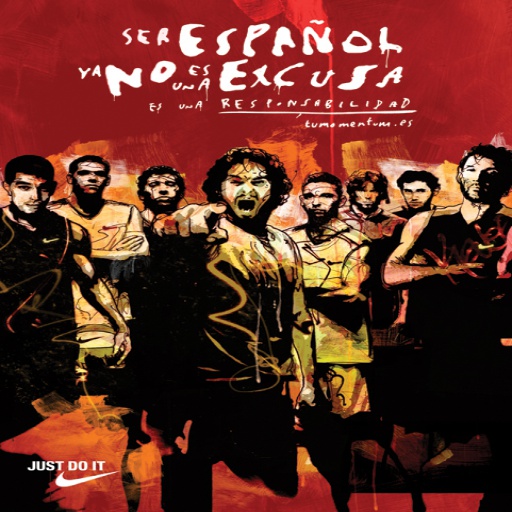 SER ESPAÑOL
YA NO ES UNA EXCUSA
ES UNA RESPONSABILIDAD
tumomentum.es
JUST DO IT